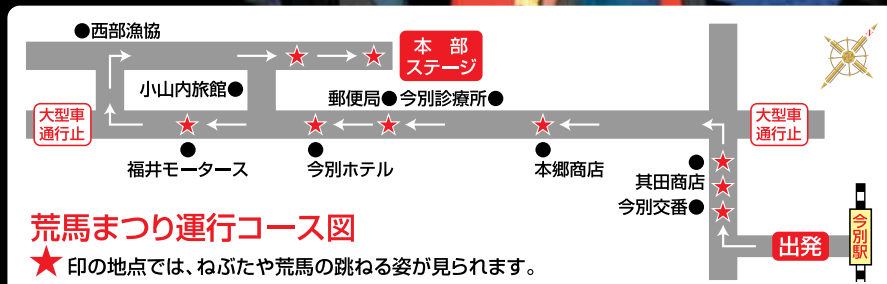 西部漁協
本部
ステージ
小山内旅館
郵便局
今別診療所
大型車
通行止
大型車
通行止
福井モータース
今別ホテル
本郷商店
其田商店
今別交番
今別駅
出発
荒馬まつり運行コース図
★印の地点では、ねぶたや荒馬の跳ねる姿が見られます。